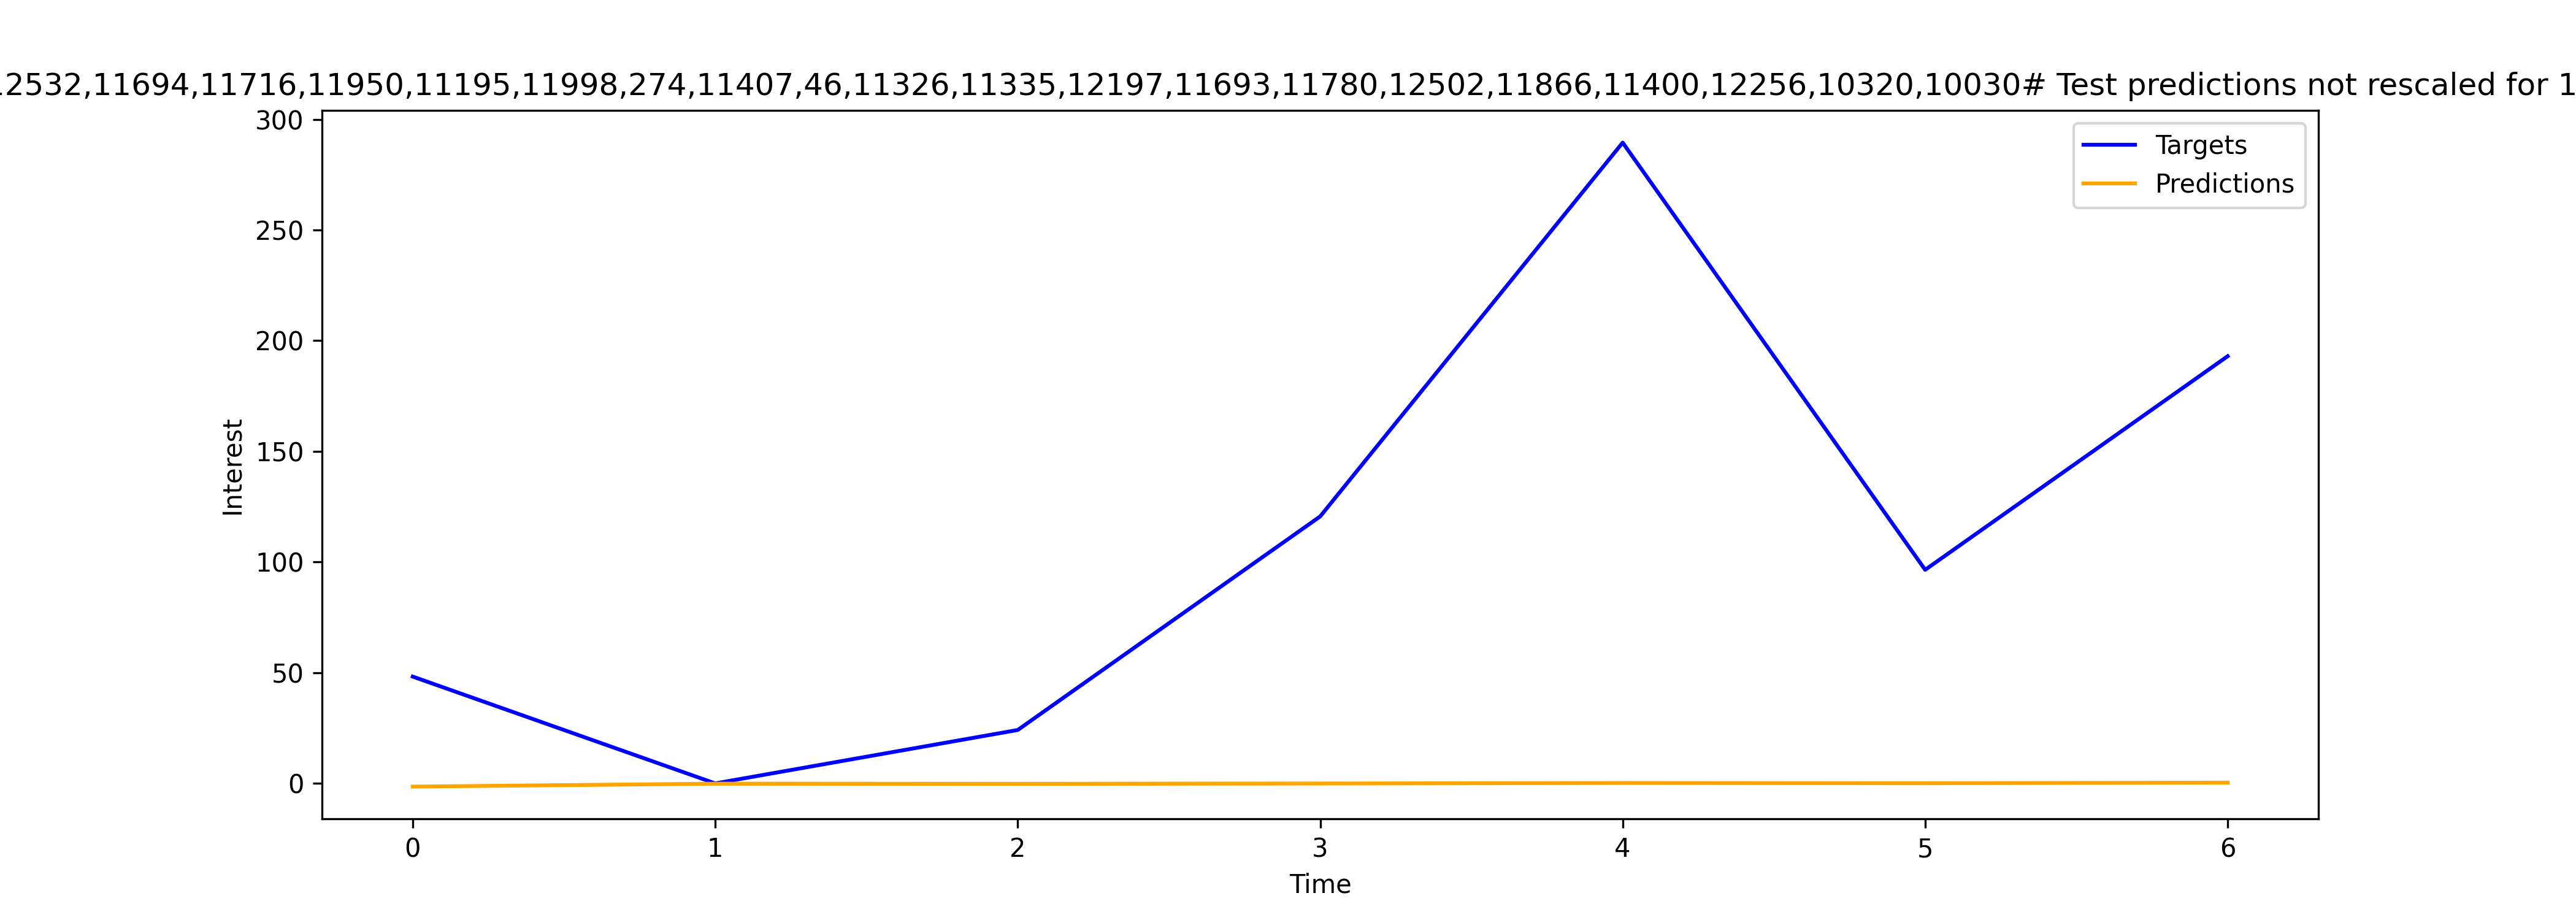 2532,11694,11716,11950,11195,11998,274,11407,46,11326,11335,12197,11693,11780,12502,11866,11400,12256,10320,10030# Test predictions not rescaled for 1
300
250
200
150
100
50
0
Interest
Targets
Predictions
0 1 2 3 4 5 6
Time